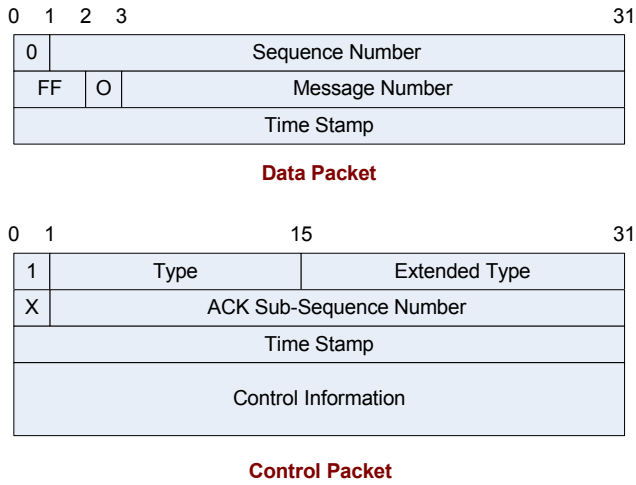 0 1 2 3 31
0 Sequence Number
FF O Message Number
Time Stamp
Data Packet
0 1 15 31
1 Type Extended Type
X ACK Sub-Sequence Number
Time Stamp
Control Information
Control Packet